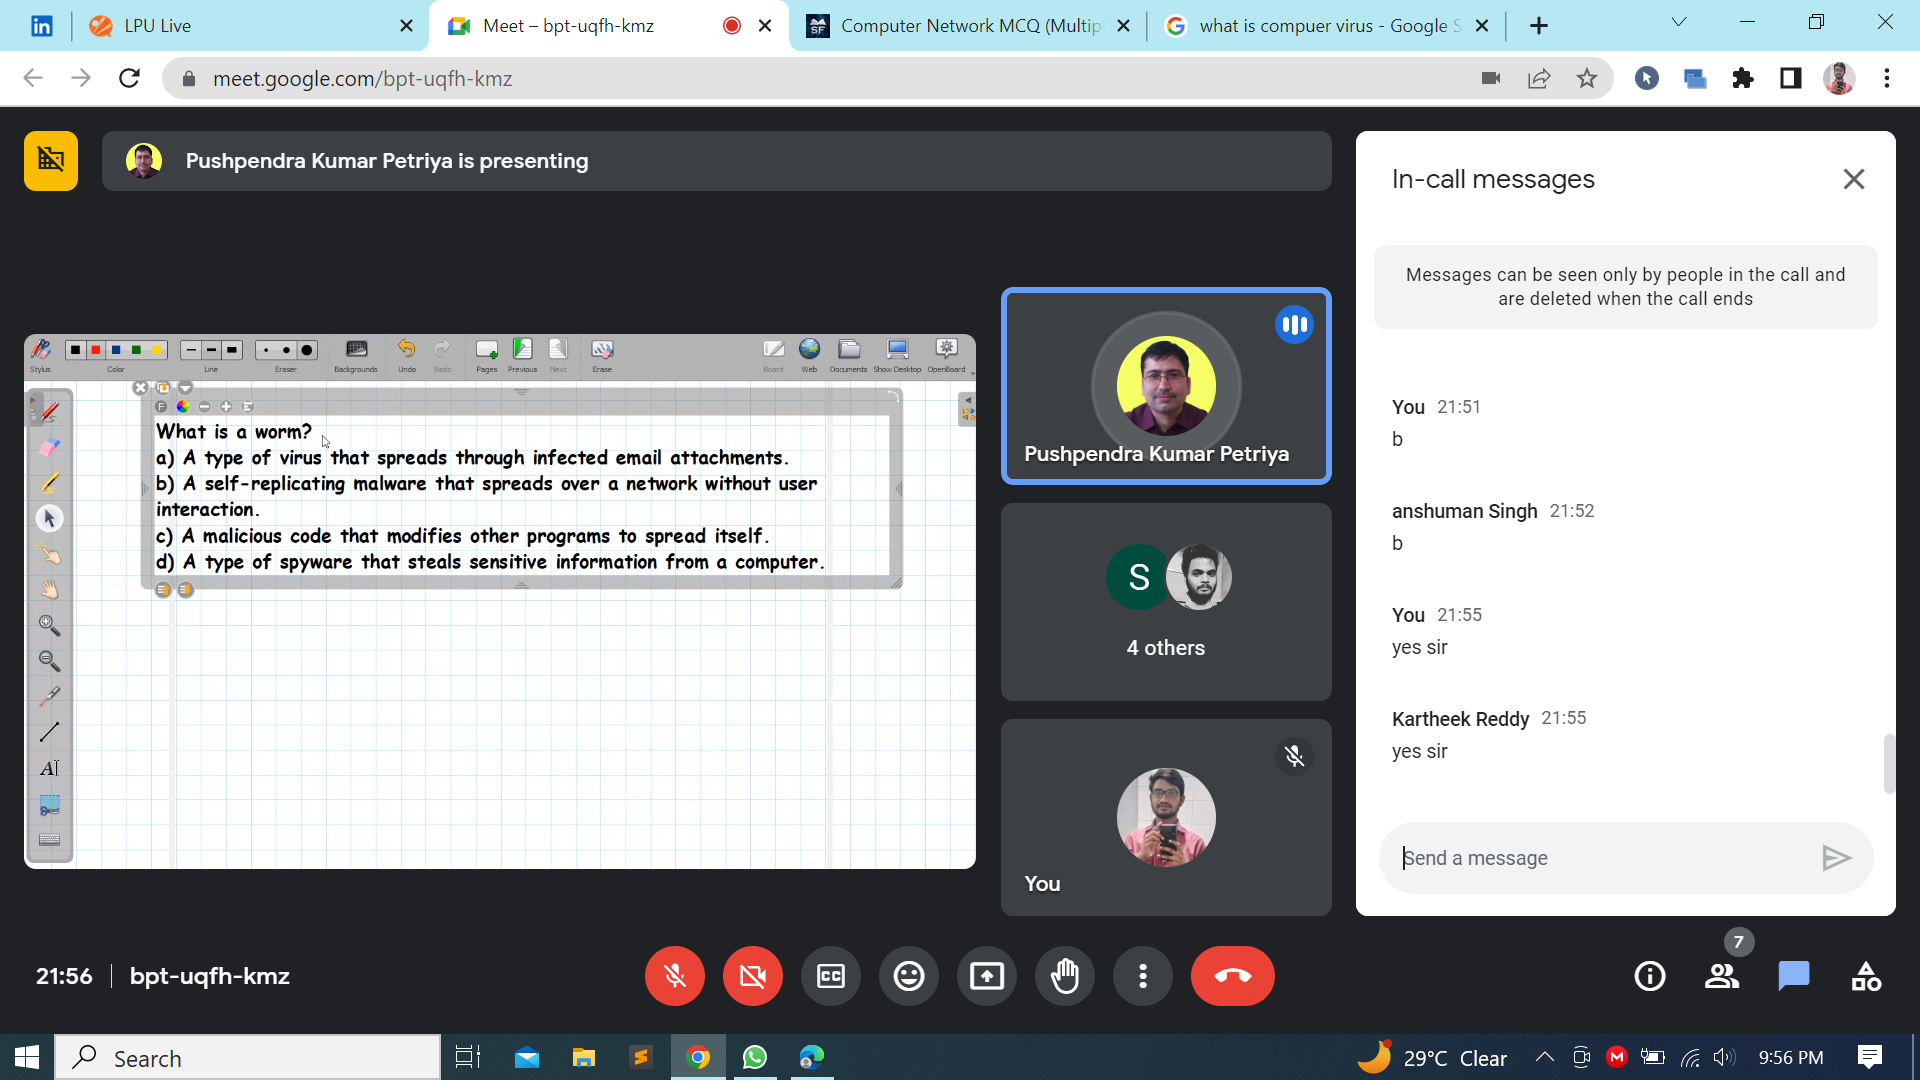 LPU Live
Meet – bpt-uqfh-kmz
Computer Network MCQ (Multip
what is compuer virus - Google S
meet.google.com/bpt-uqfh-kmz
Pushpendra Kumar Petriya is presenting
Stylus
Color
Line
Eraser
Backgrounds
Undo
Redo
Pages
Previous
Next
Erase
Board
Web
Documents
Show Desktop
OpenBoard
What is a worm?
a) A type of virus that spreads through infected email attachments.
b) A self-replicating malware that spreads over a network without user
interaction.
c) A malicious code that modifies other programs to spread itself.
d) A type of spyware that steals sensitive information from a computer.
Pushpendra Kumar Petriya
S
4 others
You
In-call messages
Messages can be seen only by people in the call and
are deleted when the call ends
You 21:51
b
anshuman Singh 21:52
b
You 21:55
yes sir
Kartheek Reddy 21:55
yes sir
Send a message
21:56 | bpt-uqfh-kmz
7
Search
29°C Clear
9:56 PM